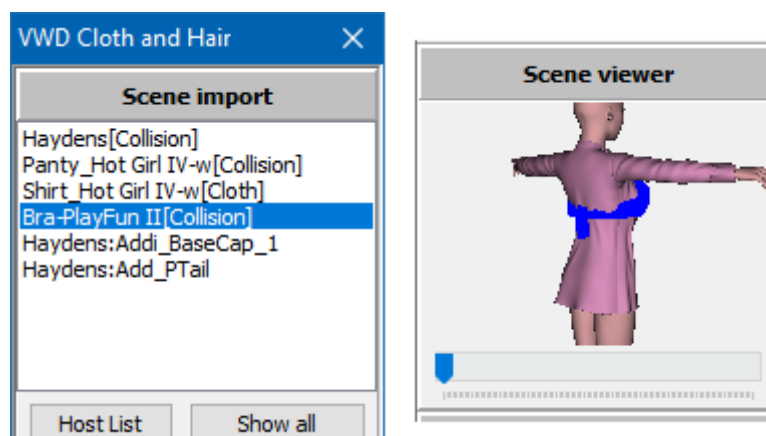 VWD Cloth and Hair
Scene import
Haydens[Collision]
Panty_Hot Girl IV-w[Collision]
Shirt_Hot Girl IV-w[Cloth]
Bra-PlayFun II[Collision]
Haydens:Addi_BaseCap_1
Haydens:Add_PTail
Host List
Show all
Scene viewer